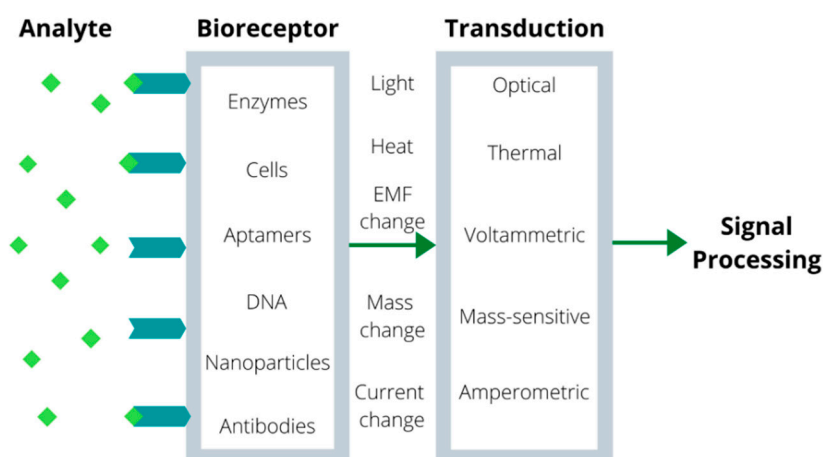 Analyte
Bioreceptor
Transduction
Enzymes
Cells
Aptamers
DNA
Nanoparticles
Antibodies
Light
Heat
EMF
change
Mass
change
Current
change
Optical
Thermal
Voltammetric
Mass-sensitive
Amperometric
Signal
Processing